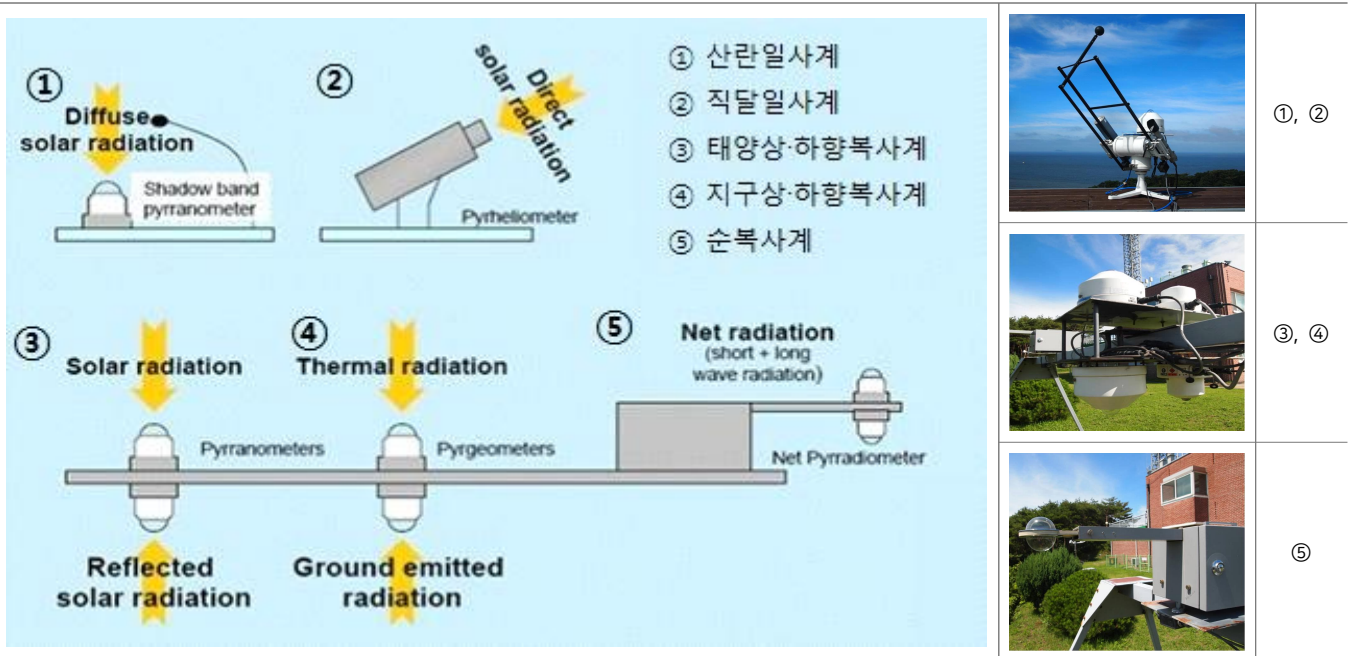 ①
Diffuse
solar radiation
Shadow band
pyrranometer
②
Direct
solar radiation
Pyrheliometer
① 산란일사계
② 직달일사계
③ 태양상·하향복사계
④ 지구상·하향복사계
⑤ 순복사계
③
Solar radiation
Pyrranometers
Reflected
solar radiation
④
Thermal radiation
Pyrgeometers
Ground emitted
radiation
⑤
Net radiation
(short + long
wave radiation)
Net Pyrradiometer
①, ②
③, ④
⑤